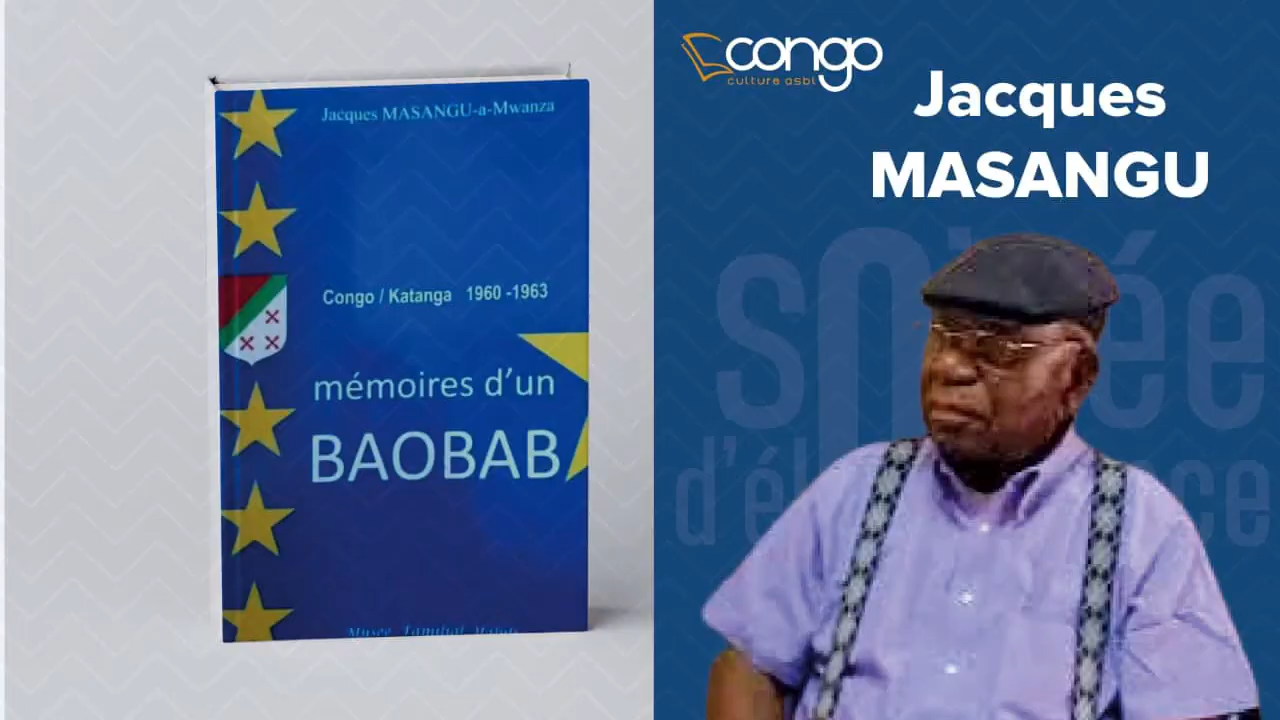 Jacques MASANGU-a-Mwanza
Congo / Katanga 1960 -1963
mémoires d'un
BAOBAB
congo
culture asbl
Jacques
MASANGU